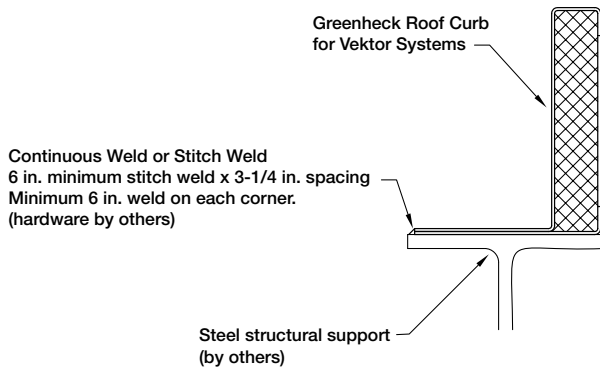 Greenheck Roof Curb
for Vektor Systems
Continuous Weld or Stitch Weld
6 in. minimum stitch weld x 3-1/4 in. spacing
Minimum 6 in. weld on each corner.
(hardware by others)
Steel structural support
(by others)